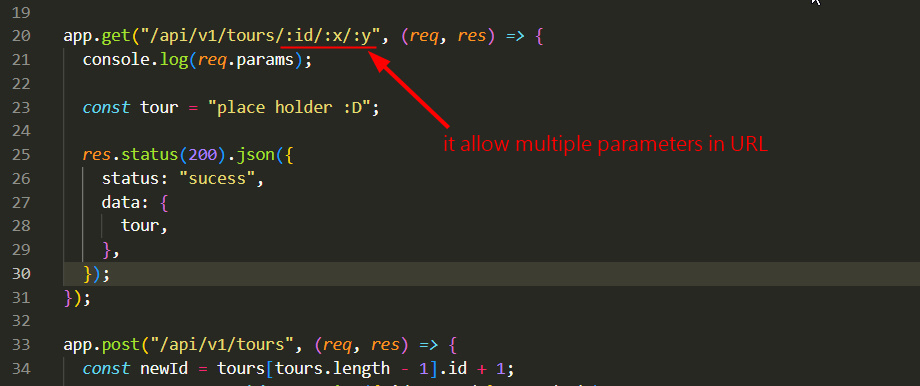 19
20 app.get("/api/v1/tours/:id/:x/:y", (req, res) => {
21 console.log(req.params);
22
23 const tour = "place holder :D";
24
it allow multiple parameters in URL
25 res.status(200).json({
26 status: "sucess",
27 data: {
28 tour,
29 },
30 });
31 });
32
33 app.post("/api/v1/tours", (req, res) => {
34 const newId = tours[tours.length - 1].id + 1;